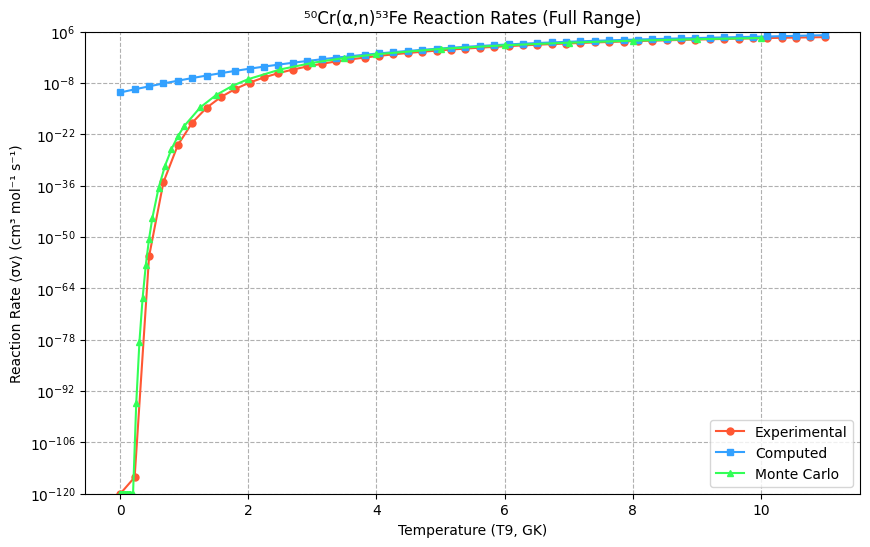 ⁵⁰Cr(α,n)⁵³Fe Reaction Rates (Full Range)
Reaction Rate ⟨σv⟩ (cm³ mol⁻¹ s⁻¹)
10⁶
10⁻⁸
10⁻²²
10⁻³⁶
10⁻⁵⁰
10⁻⁶⁴
10⁻⁷⁸
10⁻⁹²
10⁻¹⁰⁶
10⁻¹²⁰
0 2 4 6 8 10
Temperature (T9, GK)
Experimental
Computed
Monte Carlo